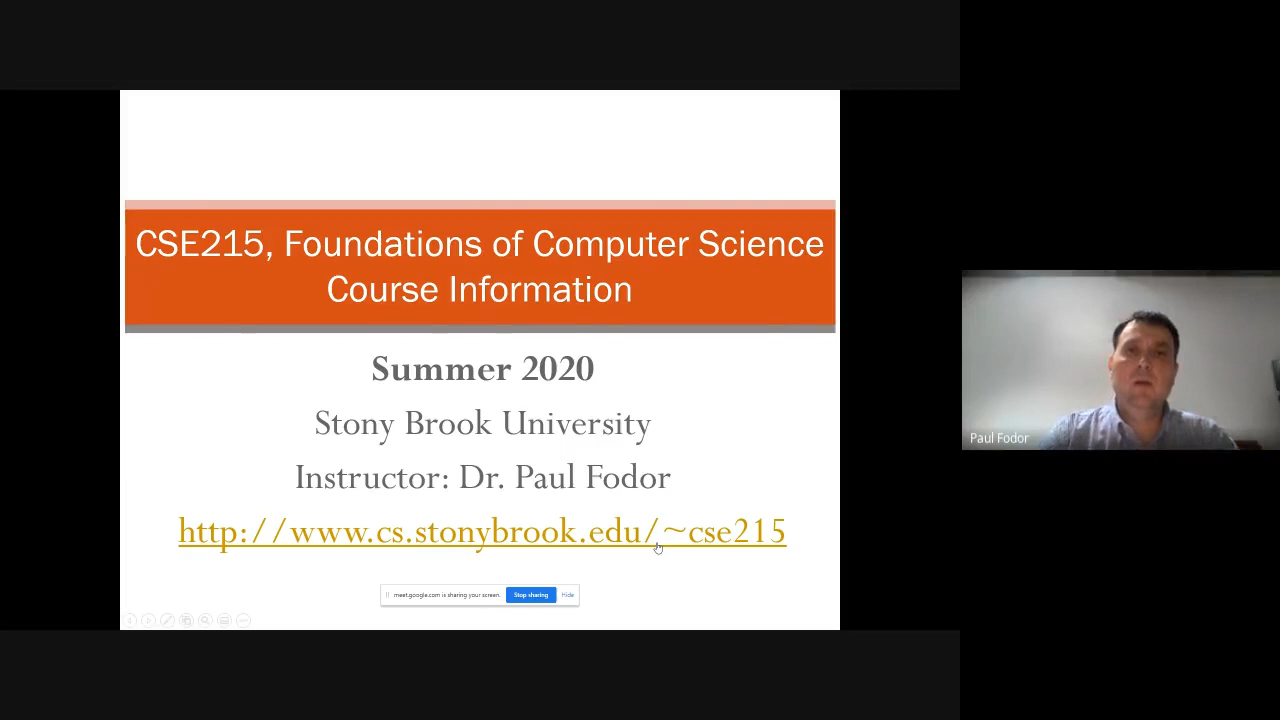 CSE215, Foundations of Computer Science
Course Information
Summer 2020
Stony Brook University
Instructor: Dr. Paul Fodor
http://www.cs.stonybrook.edu/~cse215
meet.google.com is sharing your screen.
Stop sharing
Hide
Paul Fodor